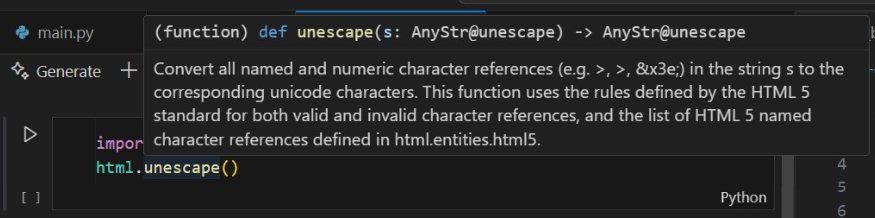 main.py
(function) def unescape(s: AnyStr@unescape) -> AnyStr@unescape
Generate
Convert all named and numeric character references (e.g. >, >, &x3e;) in the string s to the
corresponding unicode characters. This function uses the rules defined by the HTML 5
standard for both valid and invalid character references, and the list of HTML 5 named
character references defined in html.entities.html5.
impor
html.unescape()
[ ]
Python
4
5
6